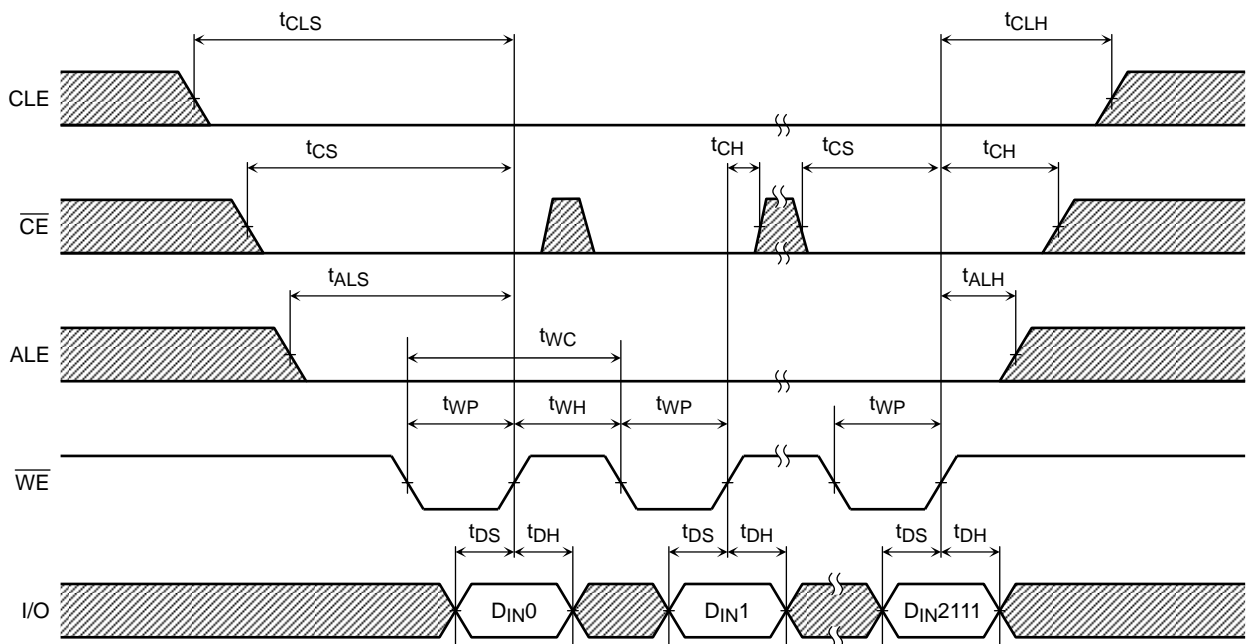 tCLS tCLH
CLE
tCS tCH tCS tCH
CE
tALS tALH
ALE
tWC
tWP tWH tWP tWP
WE
tDS tDH tDS tDH tDS tDH
I/O DIN0 DIN1 DIN2111